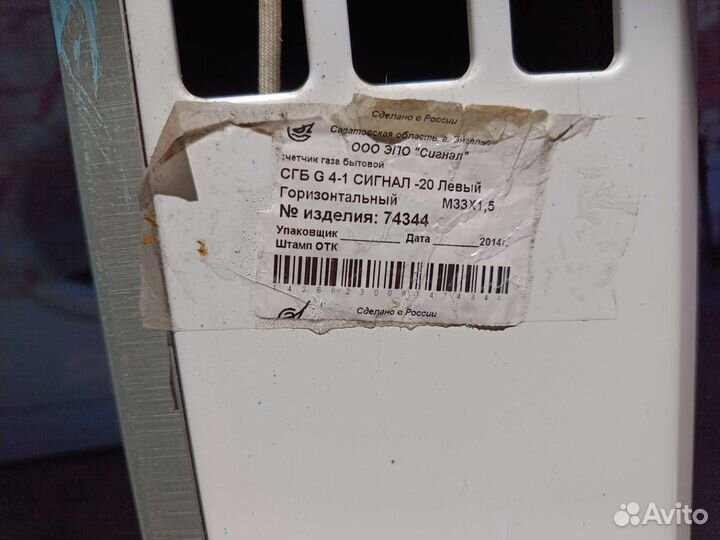 Сделано в России
Саратовская область, г. Энгельс
ООО ЭПО "Сигнал"
счетчик газа бытовой
СГБ G 4-1 СИГНАЛ -20 Левый
Горизонтальный М33Х1,5
№ изделия: 74344
Упаковщик Дата 2014г.
Штамп ОТК
Сделано в России
Avito